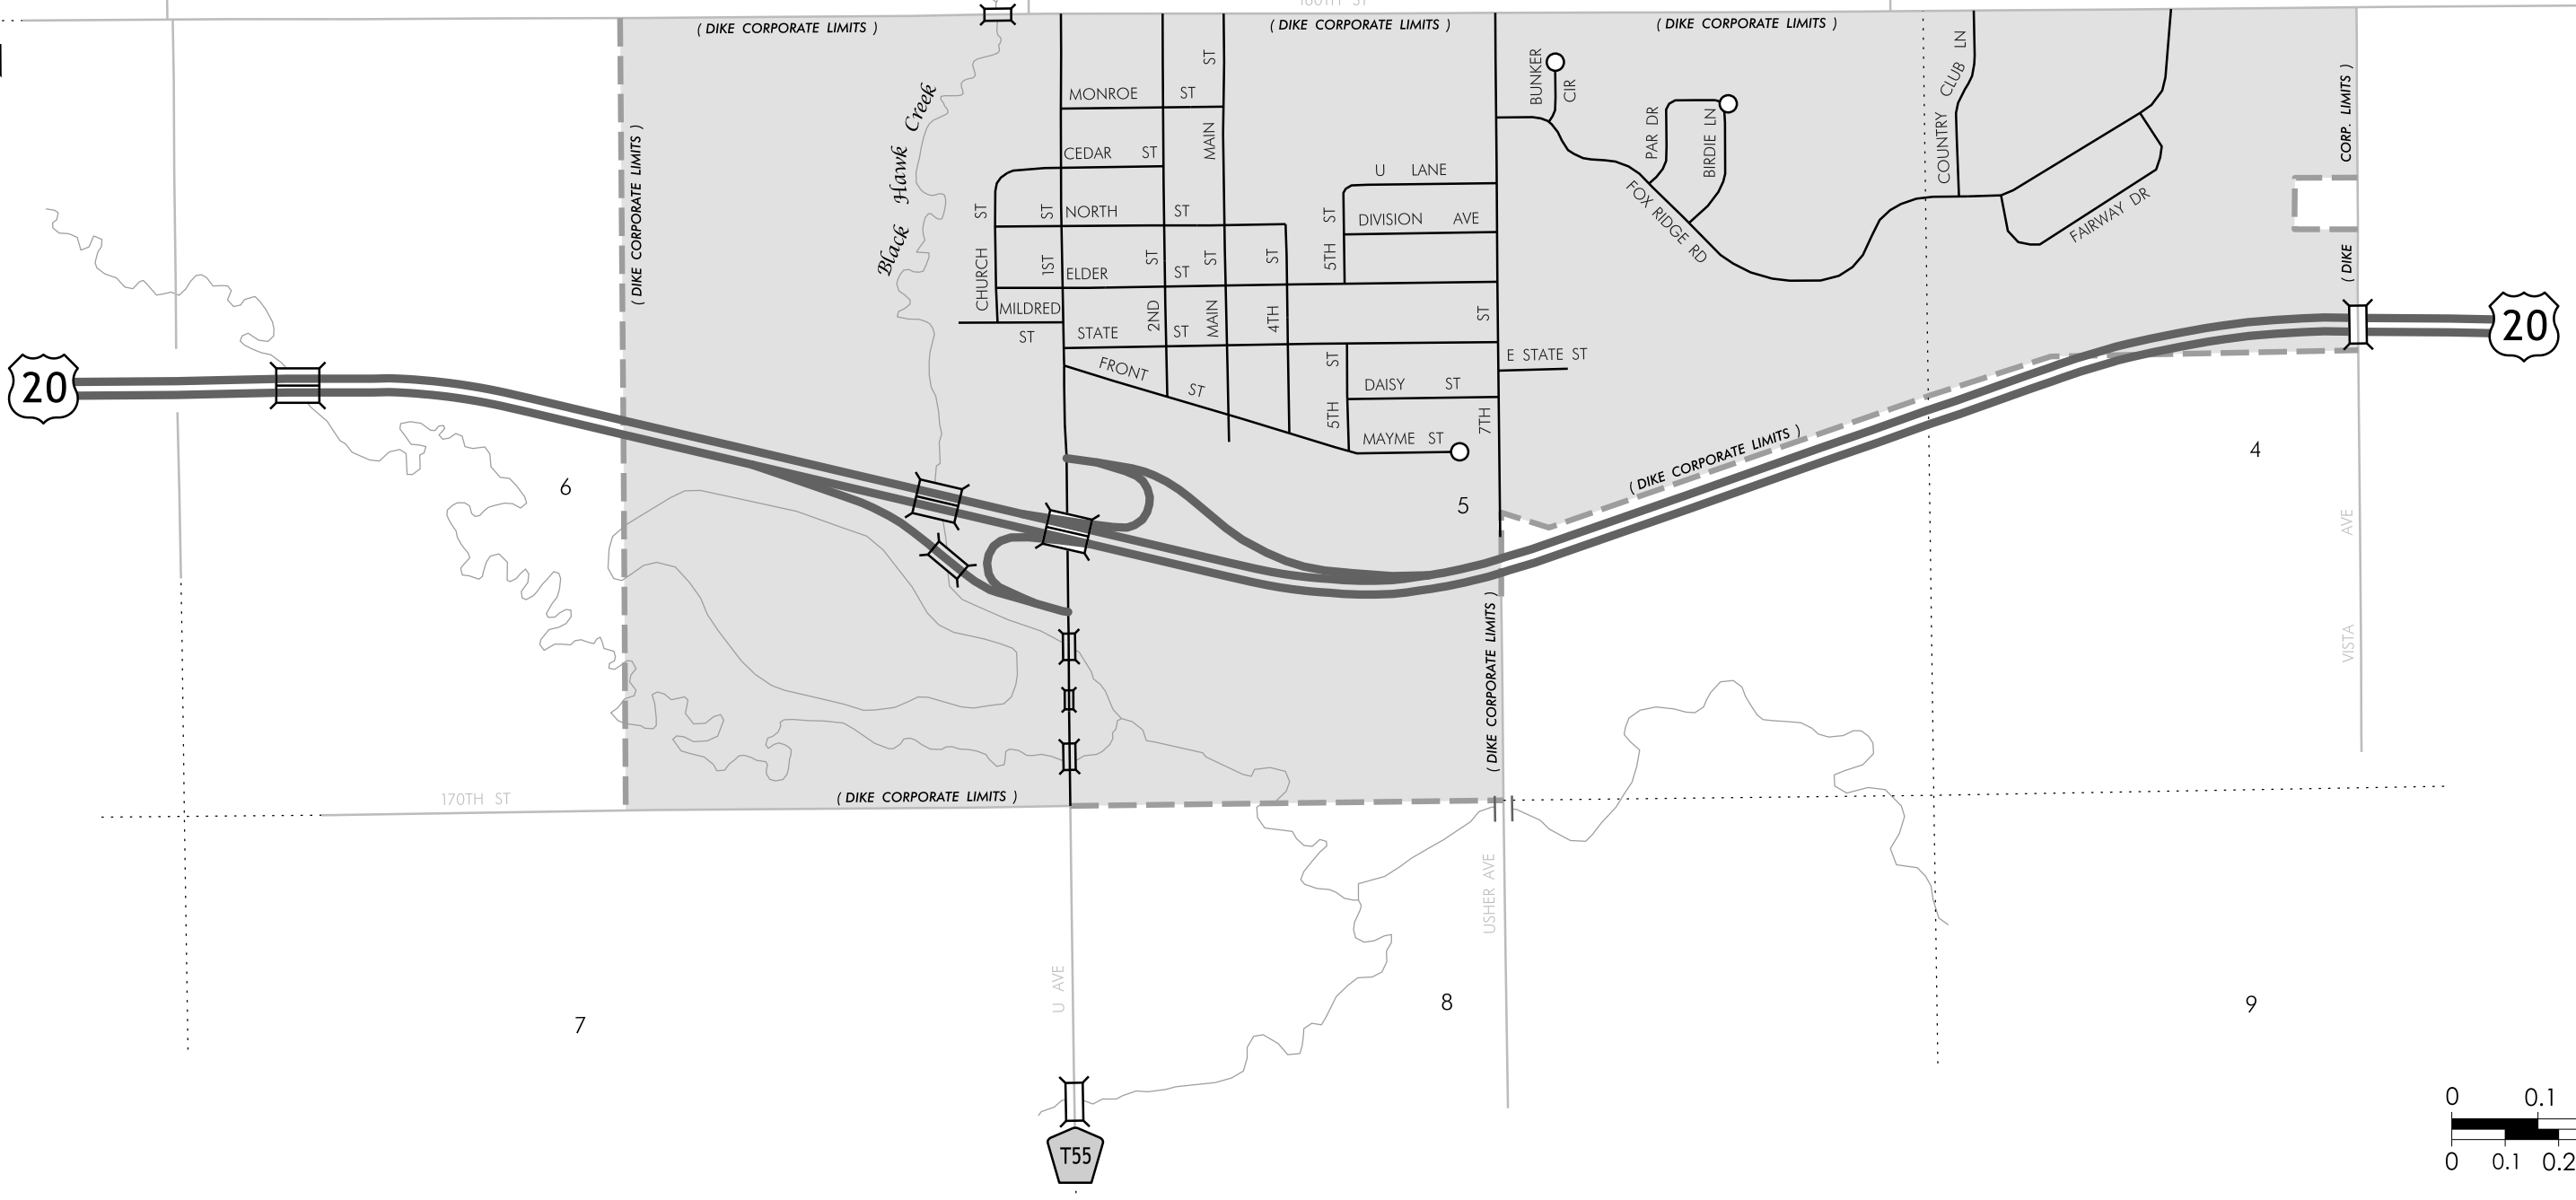 160TH ST
( DIKE CORPORATE LIMITS )
( DIKE CORPORATE LIMITS )
( DIKE CORPORATE LIMITS )
( DIKE CORPORATE LIMITS )
Black Hawk Creek
MONROE ST
MAIN ST
CEDAR ST
CHURCH ST
1ST ST
NORTH ST
ELDER ST
MILDRED ST
2ND ST
MAIN ST
4TH ST
STATE ST
FRONT ST
U LANE
5TH ST
DIVISION AVE
5TH ST
DAISY ST
MAYME ST
7TH ST
E STATE ST
BUNKER CIR
PAR DR
BIRDIE LN
FOX RIDGE RD
COUNTRY CLUB LN
FAIRWAY DR
( DIKE CORP. LIMITS )
20
20
6
5
4
( DIKE CORPORATE LIMITS )
( DIKE CORPORATE LIMITS )
VISTA AVE
170TH ST
( DIKE CORPORATE LIMITS )
USHER AVE
U AVE
7
8
9
T55
0 0.1
0 0.1 0.2